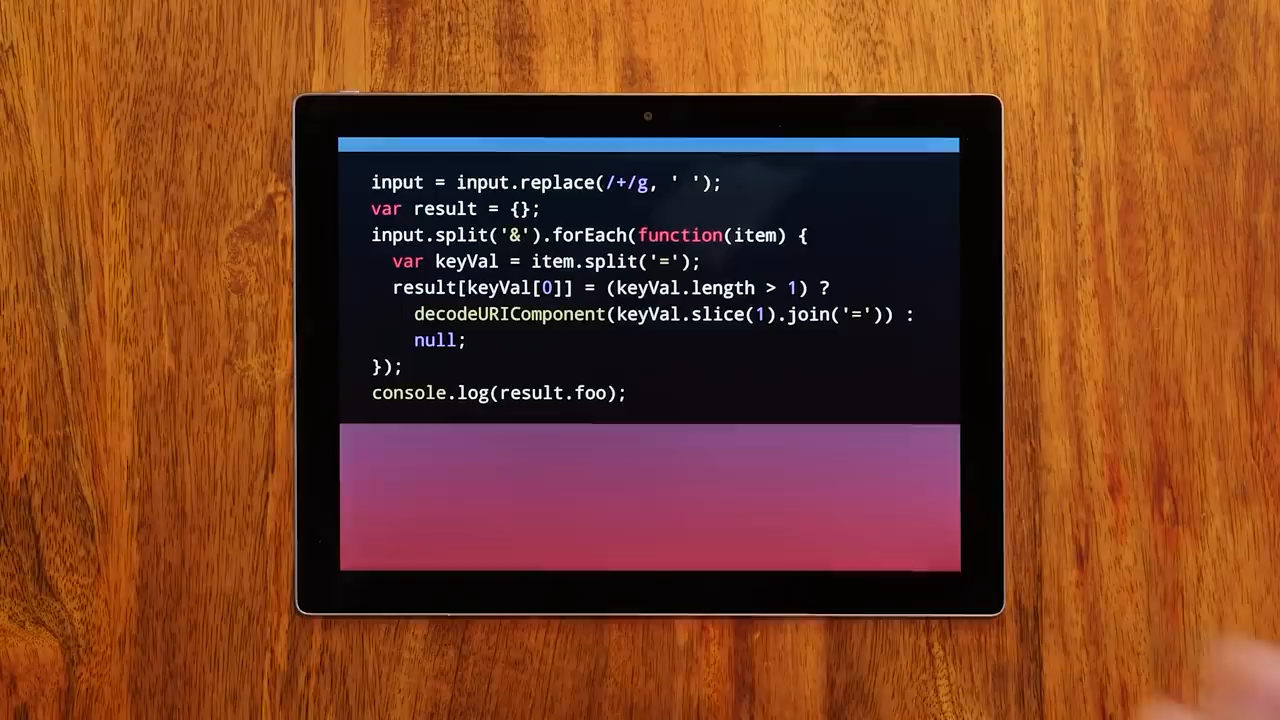 input = input.replace(/+/g, ' ');
var result = {};
input.split('&').forEach(function(item) {
  var keyVal = item.split('=');
  result[keyVal[0]] = (keyVal.length > 1) ?
    decodeURIComponent(keyVal.slice(1).join('=')) :
    null;
});
console.log(result.foo);